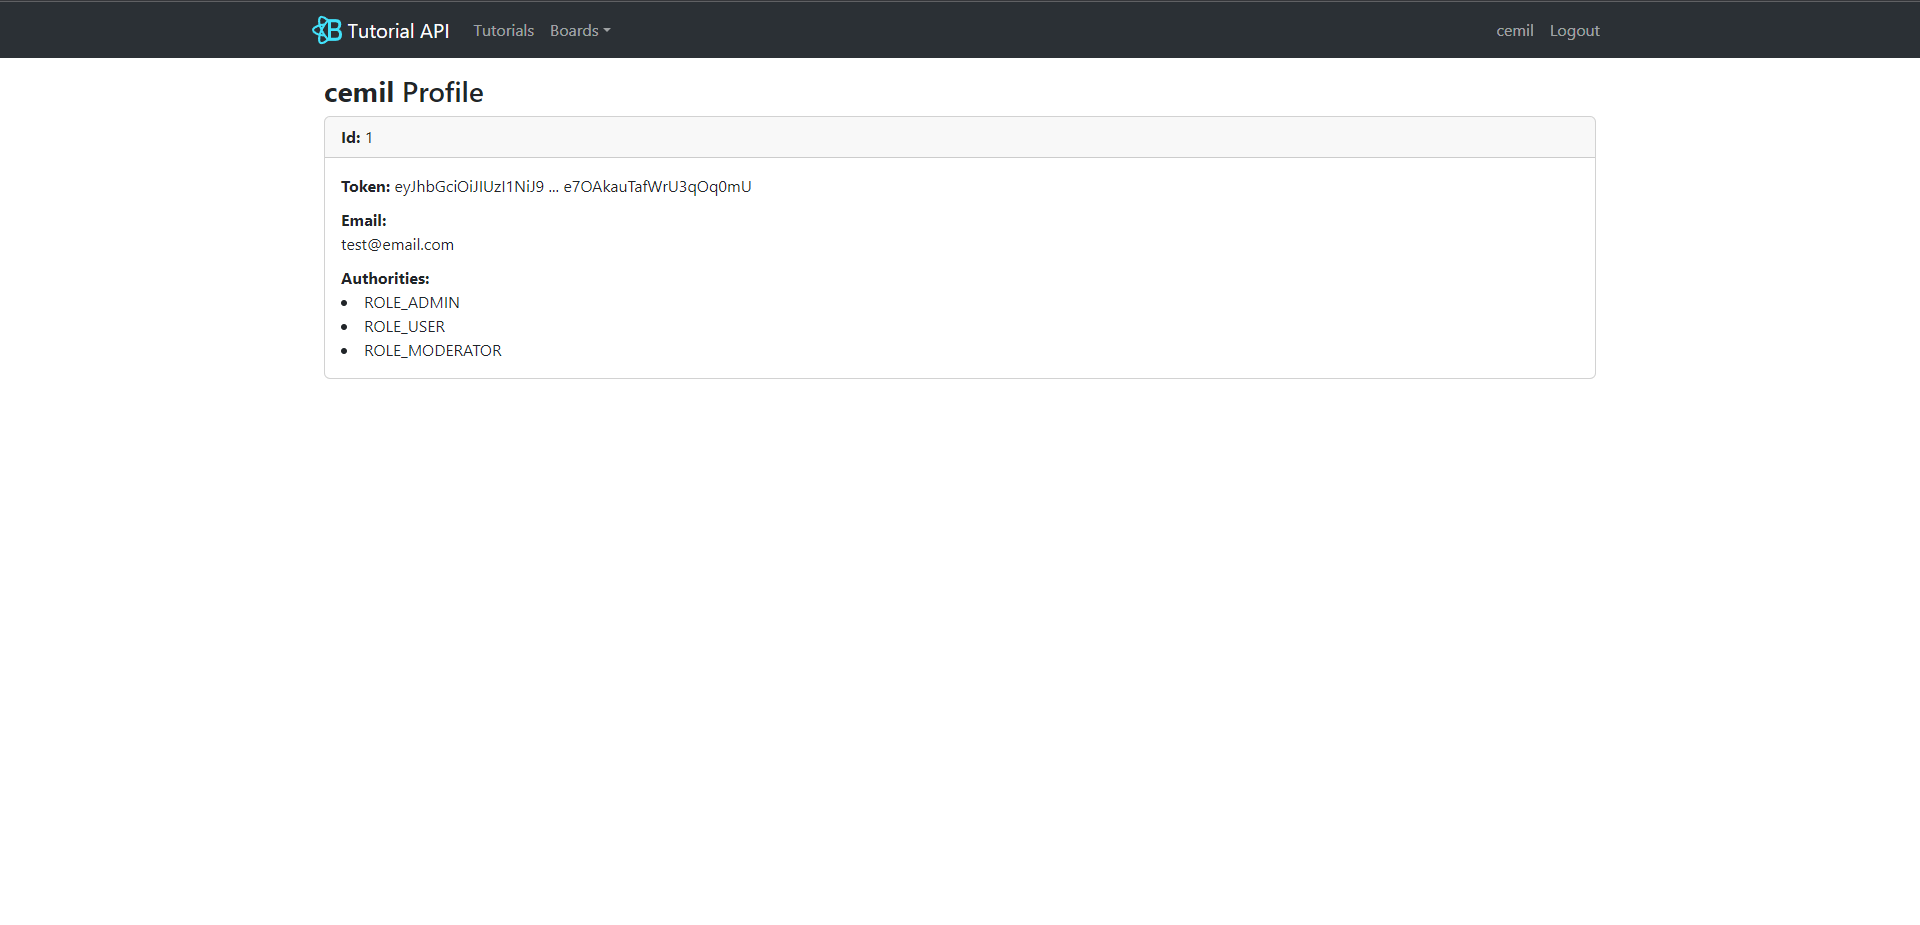 Tutorial API Tutorials Boards cemil Logout
cemil Profile
Id: 1
Token: eyJhbGciOiJIUzI1NiJ9 ... e7OAkauTafWrU3qOq0mU
Email:
test@email.com
Authorities:
ROLE_ADMIN
ROLE_USER
ROLE_MODERATOR